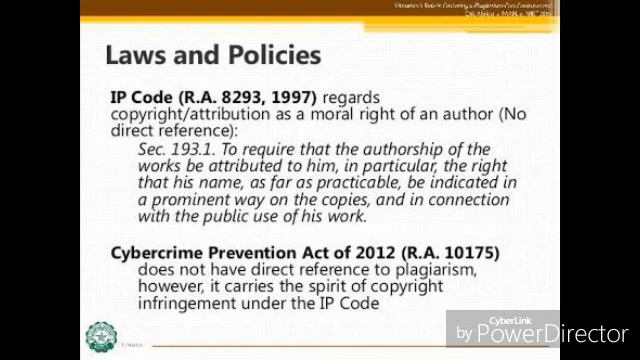 Laws and Policies
IP Code (R.A. 8293, 1997) regards
copyright/attribution as a moral right of an author (No
direct reference):
Sec. 193.1. To require that the authorship of the
works be attributed to him, in particular, the right
that his name, as far as practicable, be indicated in
a prominent way on the copies, and in connection
with the public use of his work.
Cybercrime Prevention Act of 2012 (R.A. 10175)
does not have direct reference to plagiarism,
however, it carries the spirit of copyright
infringement under the IP Code
CyberLink
by PowerDirector